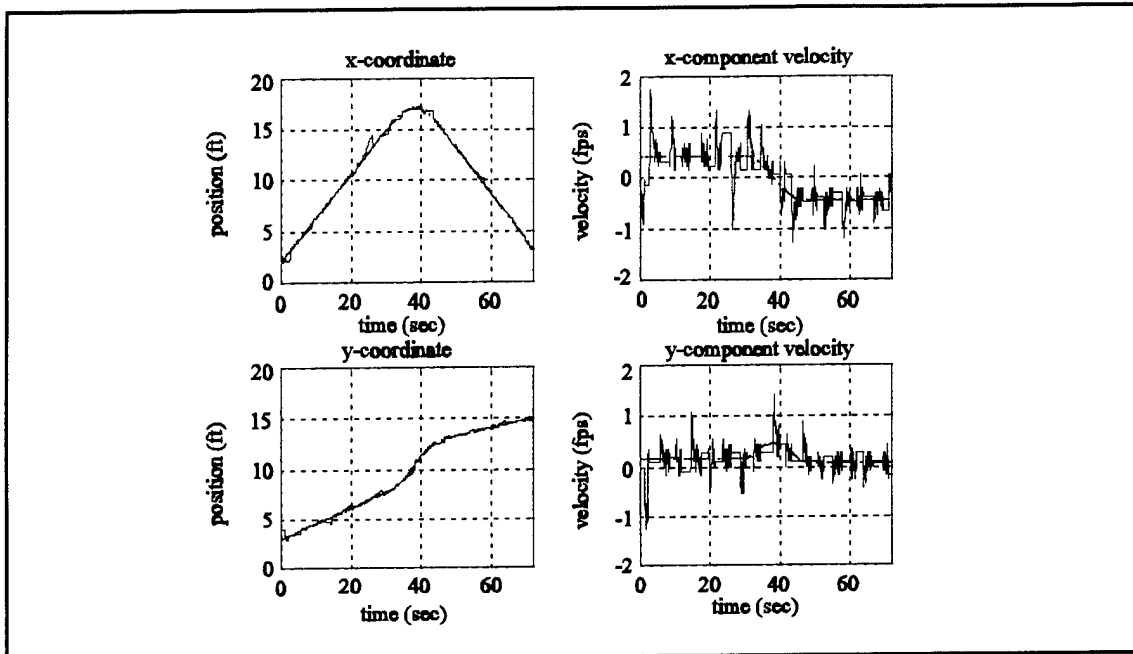 x-coordinate
20
15
10
5
0
position (ft)
0 20 40 60
time (sec)
x-component velocity
2
1
0
-1
-2
velocity (fps)
0 20 40 60
time (sec)
y-coordinate
20
15
10
5
0
position (ft)
0 20 40 60
time (sec)
y-component velocity
2
1
0
-1
-2
velocity (fps)
0 20 40 60
time (sec)